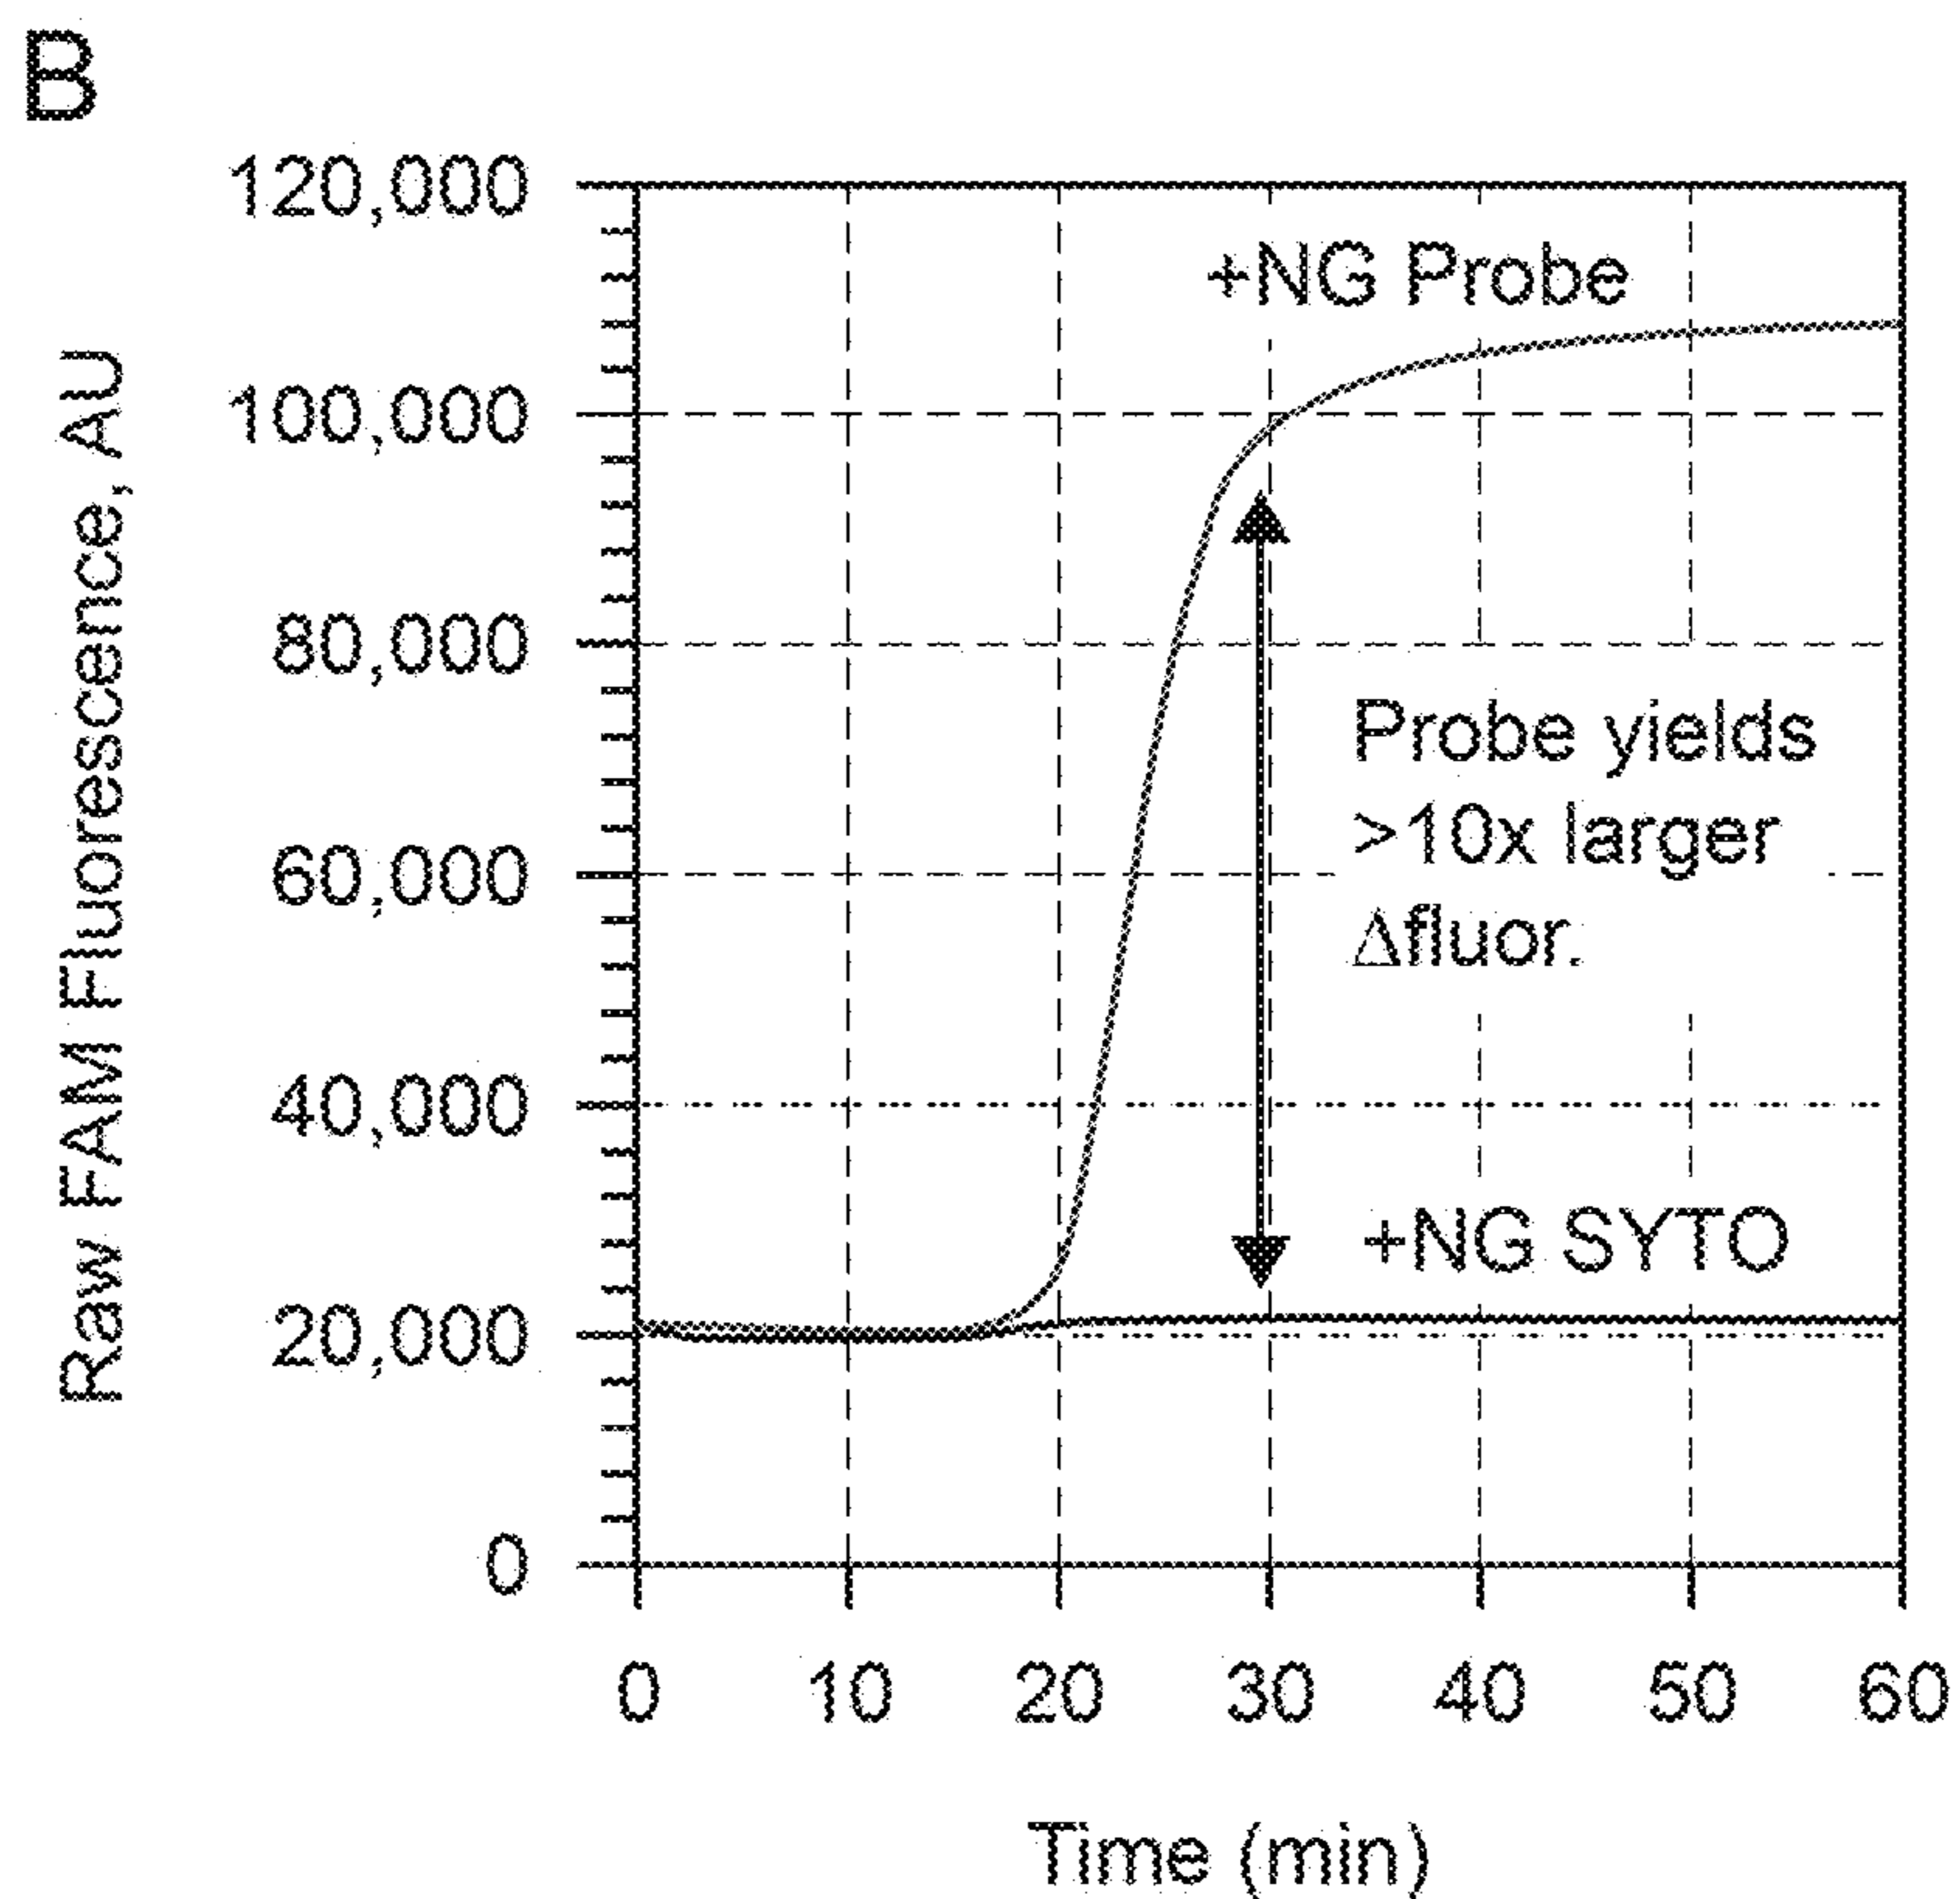 B
Raw FAM Fluorescence, AU
120,000
100,000
80,000
60,000
40,000
20,000
0
+NG Probe
Probe yields
>10x larger
Δfluor.
+NG SYTO
0 10 20 30 40 50 60
Time (min)